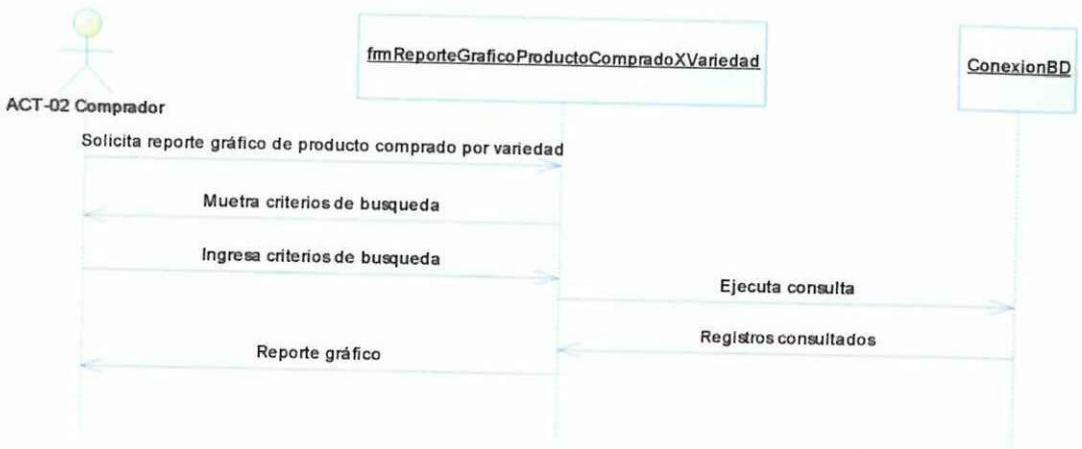 frmReporteGraficoProductoCompradoXVariedad
ConexionBD
ACT-02 Comprador
Solicita reporte gráfico de producto comprado por variedad
Muetra criterios de busqueda
Ingresa criterios de busqueda
Ejecuta consulta
Registros consultados
Reporte gráfico